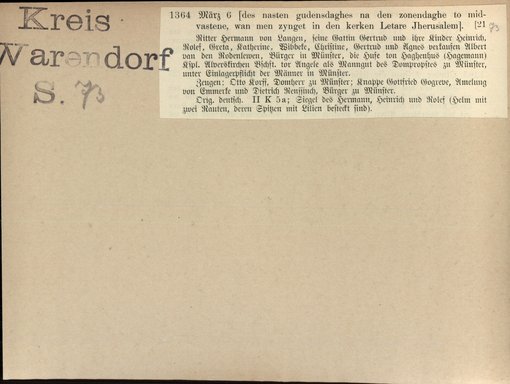 Kreis
Warendorf
S. 73
1364 März 6 [des nasten gudensdaghes na den zonendaghe to mid-
vastene, wan men zynget in den kerken Letare Jherusalem]. [21
73
Ritter Hermann von Langen, seine Gattin Gertrud und ihre Kinder Heinrich,
Rolef, Greta, Katherine, Wibbeke, Christine, Gertrud und Agnes verkaufen Albert
van den Rodenlewen, Bürger in Münster, die Hufe ton Haghenhus (Hagemann)
Kspl. Alverskirchen Bschft. tor Angele als Manngut des Dompropstes zu Münster,
unter Einlagerpflicht der Männer in Münster.
Zeugen: Otto Korff, Domherr zu Münster; Knappe Gottfried Gogreve, Amelung
von Emmerke und Dietrich Rensinch, Bürger zu Münster.
Orig. deutsch. II K 5a; Siegel des Hermann, Heinrich und Rolef (Helm mit
zwei Rauten, deren Spitzen mit Lilien besteckt sind).